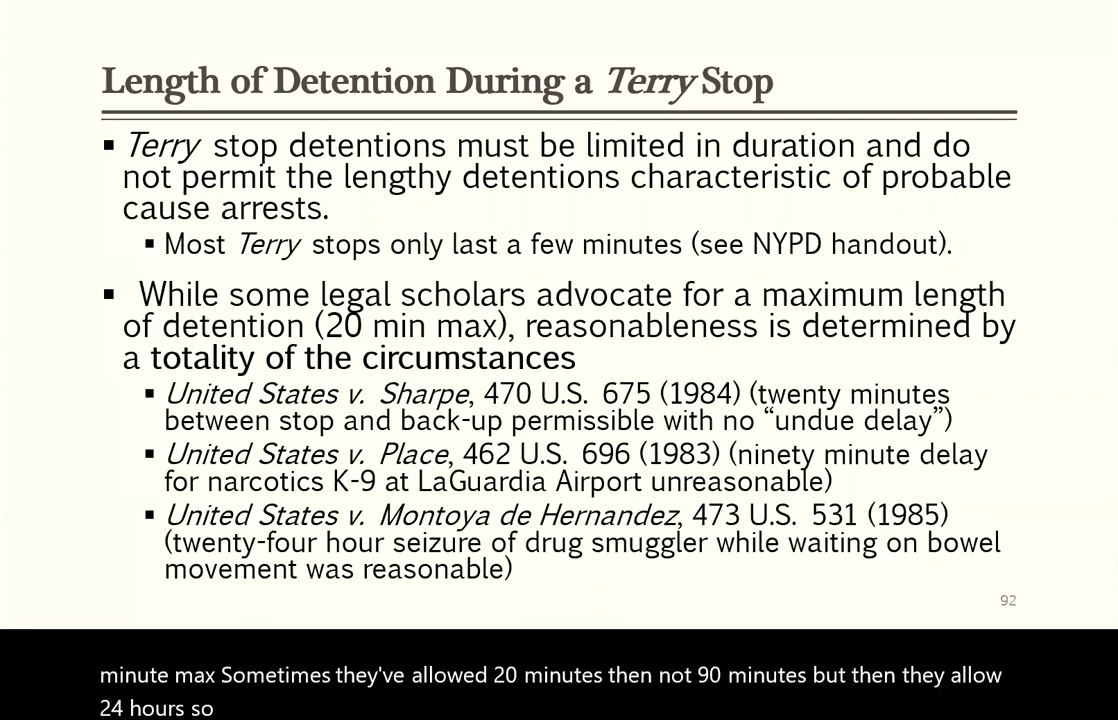 Length of Detention During a Terry Stop
▪ Terry stop detentions must be limited in duration and do
not permit the lengthy detentions characteristic of probable
cause arrests.
▪ Most Terry stops only last a few minutes (see NYPD handout).
▪ While some legal scholars advocate for a maximum length
of detention (20 min max), reasonableness is determined by
a totality of the circumstances
▪ United States v. Sharpe, 470 U.S. 675 (1984) (twenty minutes
between stop and back-up permissible with no “undue delay”)
▪ United States v. Place, 462 U.S. 696 (1983) (ninety minute delay
for narcotics K-9 at LaGuardia Airport unreasonable)
▪ United States v. Montoya de Hernandez, 473 U.S. 531 (1985)
(twenty-four hour seizure of drug smuggler while waiting on bowel
movement was reasonable)
92
minute max Sometimes they've allowed 20 minutes then not 90 minutes but then they allow
24 hours so